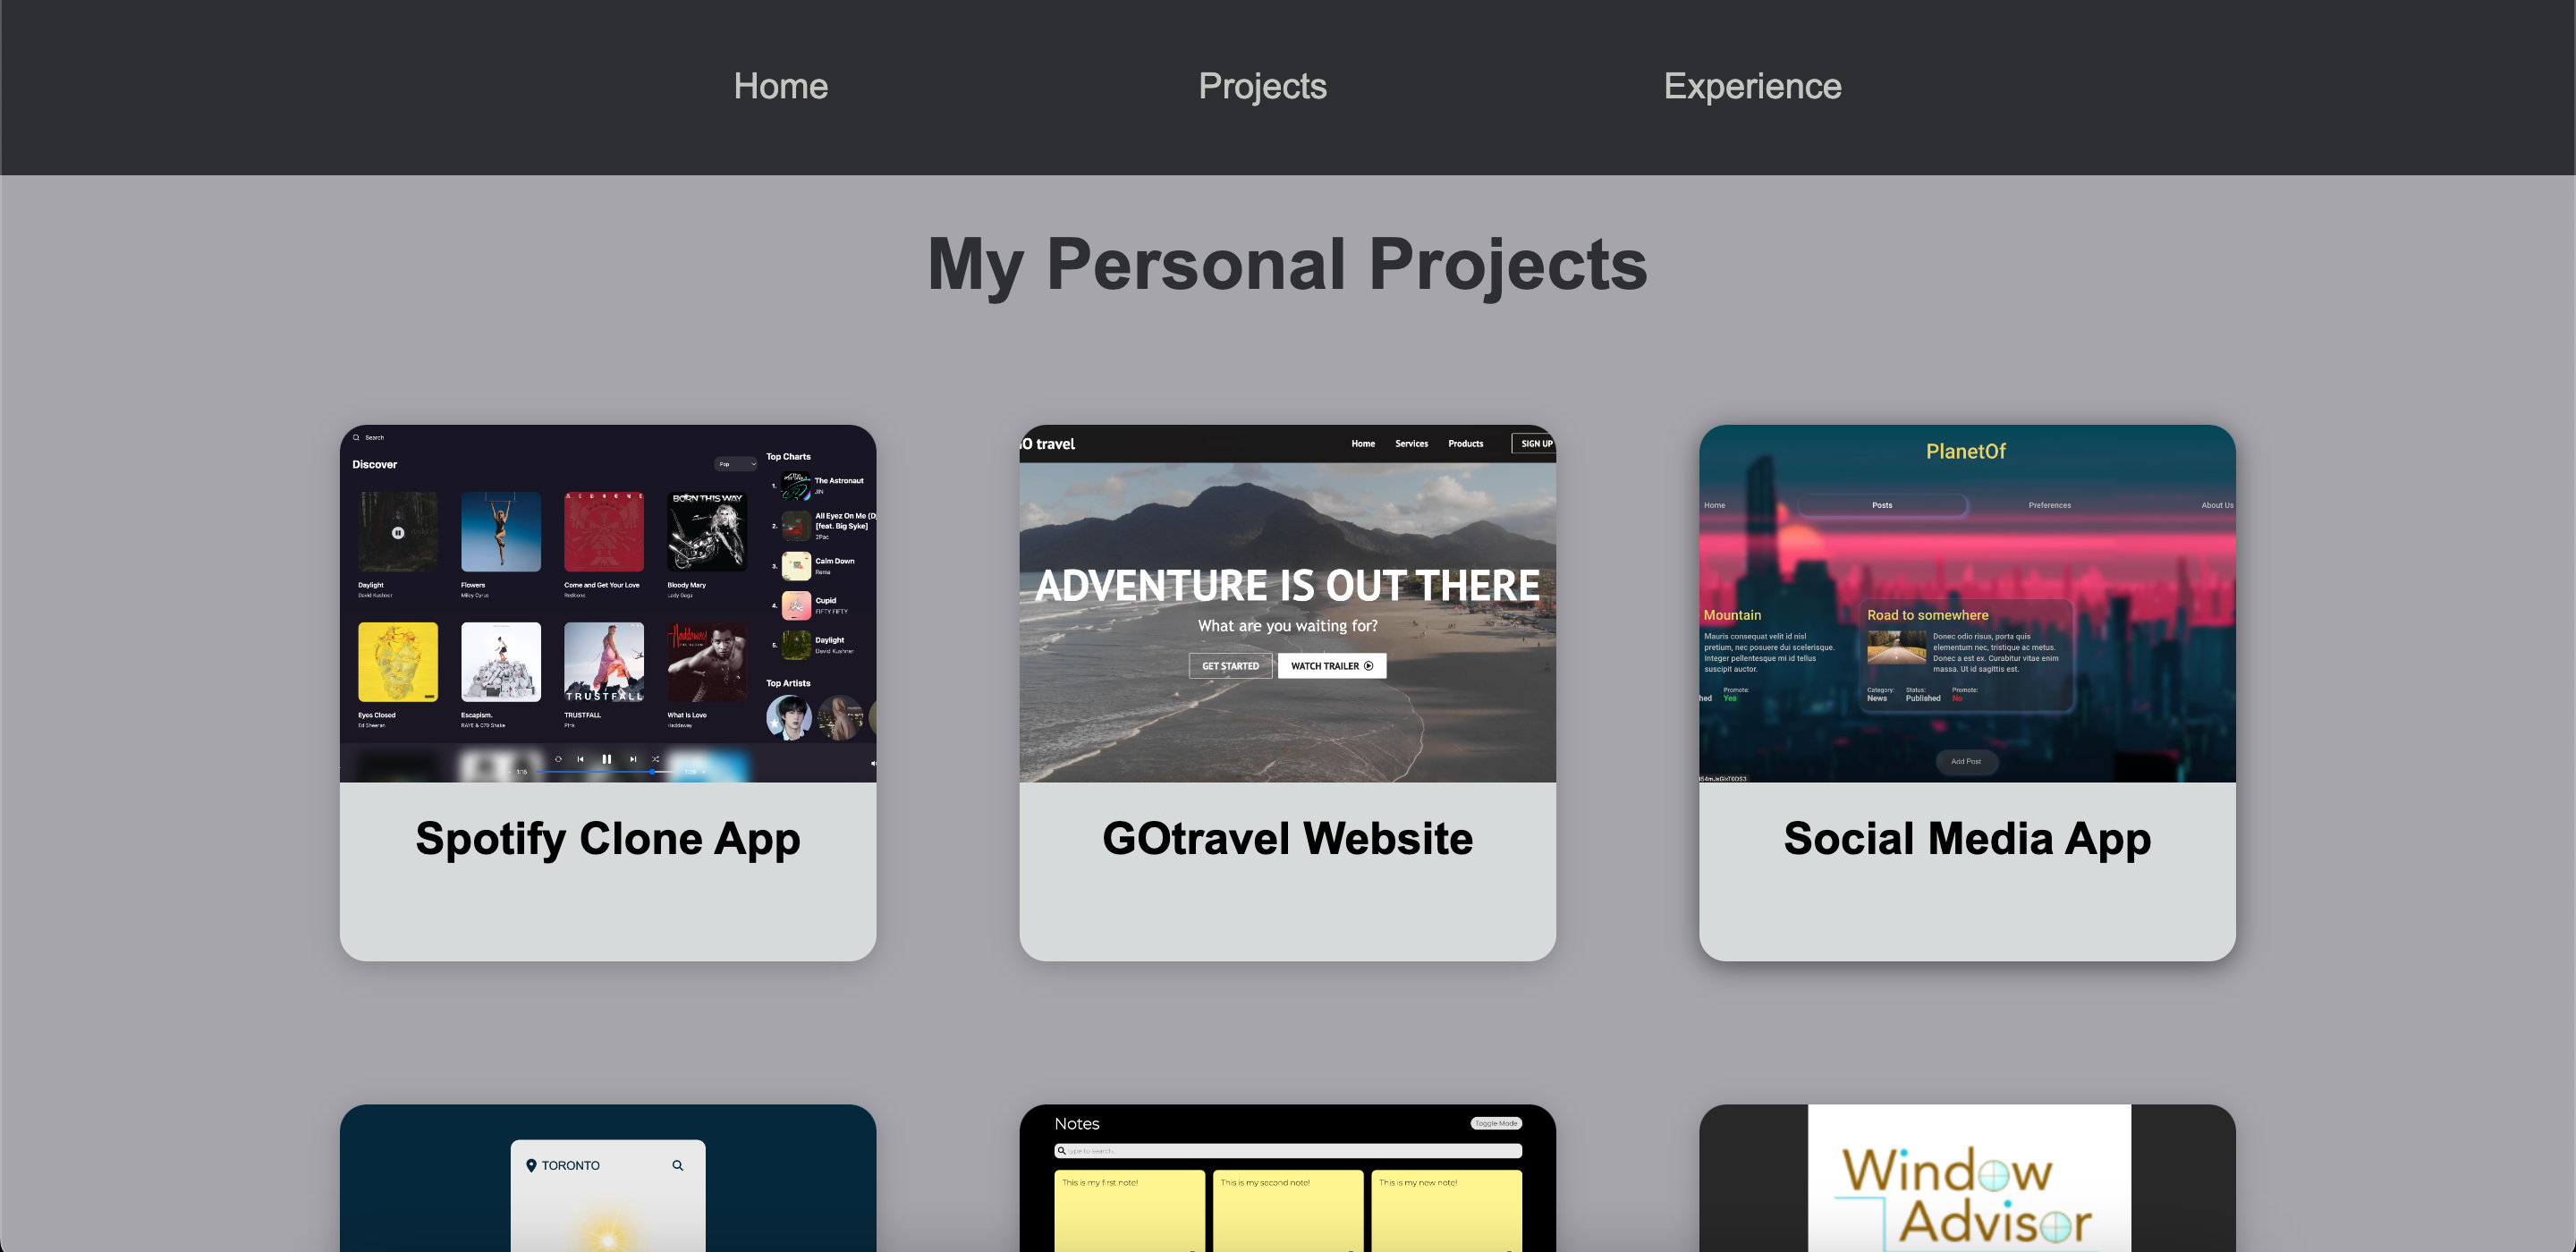 Home Projects Experience
My Personal Projects
Search
Discover
Pop
Top Charts
1. The Astronaut
JIN
2. All Eyez On Me (D
[feat. Big Syke]
2Pac
3. Calm Down
Rema
4. Cupid
FIFTY FIFTY
5. Daylight
David Kushner
BORN THIS WAY
Daylight
David Kushner
Flowers
Miley Cyrus
Come and Get Your Love
Redbone
Bloody Mary
Lady Gaga
TRUSTFALL
Haddaway
Eyes Closed
Ed Sheeran
Escapism.
RAYE & 070 Shake
TRUSTFALL
P!nk
What Is Love
Haddaway
Top Artists
1:16
Spotify Clone App
GO travel
Home Services Products SIGN UP
ADVENTURE IS OUT THERE
What are you waiting for?
GET STARTED WATCH TRAILER
GOtravel Website
PlanetOf
Home Posts Preferences About Us
Mountain
Mauris consequat velit id nisl
pretium, nec posuere dui scelerisque.
Integer pellentesque mi id tellus
suscipit auctor.
hed
Promote:
Yes
Road to somewhere
Donec odio risus, porta quis
elementum nec, tristique ac metus.
Donec a est ex. Curabitur vitae enim
massa. Ut id sagittis est.
Category: Status: Promote:
News Published No
Add Post
Social Media App
TORONTO
Notes
Toggle Mode
type to search...
This is my first note! This is my second note! This is my new note!
Window
Advisor